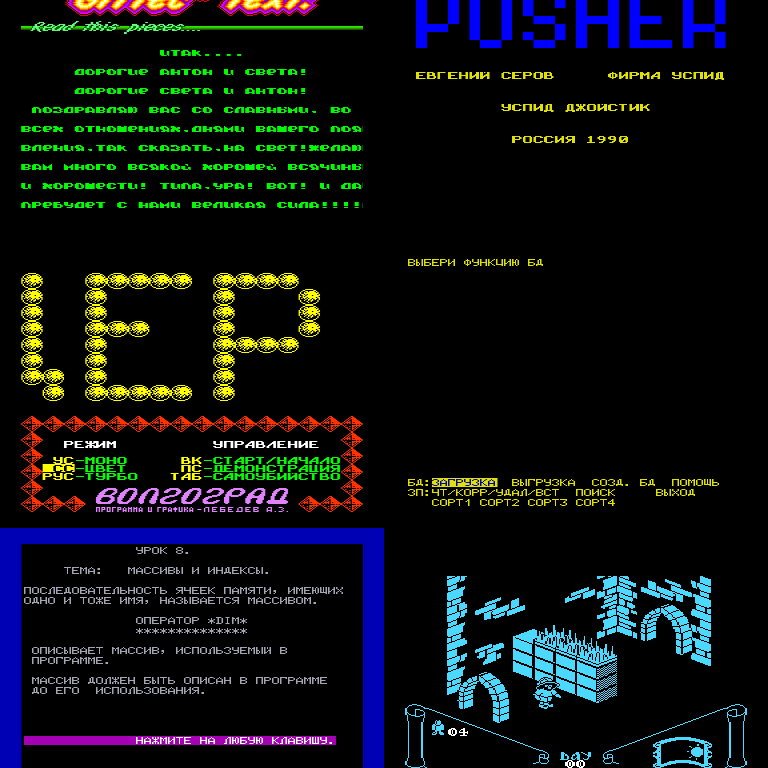 Read this pieces....
ИТАК....
ДОРОГИЕ АНТОН И СВЕТА!
ДОРОГИЕ СВЕТА И АНТОН!
ПОЗДРАВЛЯЮ ВАС СО СЛАВНЫМИ, ВО
ВСЕХ ОТНОШЕНИЯХ,ДНЯМИ ВАШЕГО ПОЯ
ВЛЕНИЯ,ТАК СКАЗАТЬ,НА СВЕТ!ЖЕЛАЮ
ВАМ МНОГО ВСЯКОЙ ХОРОШЕЙ ВСЯЧИНЫ
И ХОРОШЕСТИ! ТИПА,УРА! ВОТ! И ДА
ПРЕБУДЕТ С НАМИ ВЕЛИКАЯ СИЛА!!!!
PUSHER
ЕВГЕНИЙ СЕРОВ ФИРМА УСПИД
УСПИД ДЖОИСТИК
РОССИЯ 1990
РЕЖИМ УПРАВЛЕНИЕ
УС-МОНО ВК-СТАРТ/НАЧАЛО
СС-ЦВЕТ ПС-ДЕМОНСТРАЦИЯ
РУС-ТУРБО ТАБ-САМОУБИЙСТВО
ВОЛГОГРАД
ПРОГРАММА И ГРАФИКА-ЛЕБЕДЕВ А.З.
ВЫБЕРИ ФУНКЧИЮ БД
БД:ЗАГРУЗКА ВЫГРУЗКА СОЗД. БД ПОМОЩЬ
ЗП:ЧТ/КОРР/УДАЛ/ВСТ ПОИСК ВЫХОД
СОРТ1 СОРТ2 СОРТ3 СОРТ4
УРОК 8.
ТЕМА: МАССИВЫ И ИНДЕКСЫ.
ПОСЛЕДОВАТЕЛЬНОСТЬ ЯЧЕЕК ПАМЯТИ, ИМЕЮЩИХ
ОДНО И ТОЖЕ ИМЯ, НАЗЫВАЕТСЯ МАССИВОМ.
ОПЕРАТОР *DIM*
**************
ОПИСЫВАЕТ МАССИВ, ИСПОЛЬЗУЕМЫЙ В
ПРОГРАММЕ.
МАССИВ ДОЛЖЕН БЫТЬ ОПИСАН В ПРОГРАММЕ
ДО ЕГО ИСПОЛЬЗОВАНИЯ.
НАЖМИТЕ НА ЛЮБУЮ КЛАВИШУ.
04
DAY
00